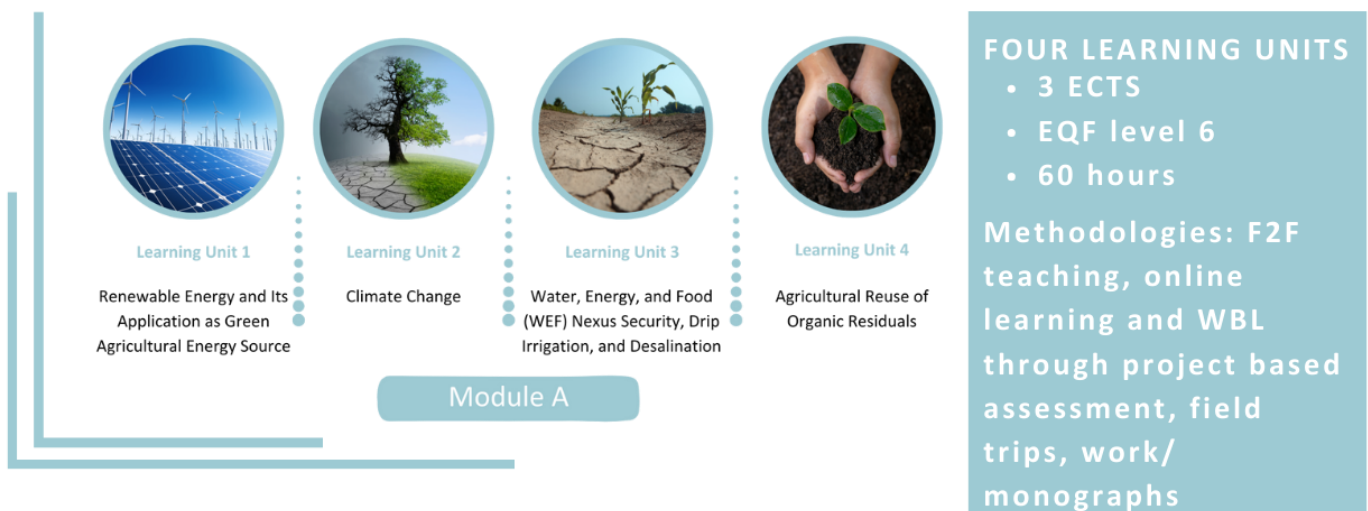 Learning Unit 1
Renewable Energy and Its
Application as Green
Agricultural Energy Source
Learning Unit 2
Climate Change
Learning Unit 3
Water, Energy, and Food
(WEF) Nexus Security, Drip
Irrigation, and Desalination
Learning Unit 4
Agricultural Reuse of
Organic Residuals
Module A
FOUR LEARNING UNITS
• 3 ECTS
• EQF level 6
• 60 hours
Methodologies: F2F
teaching, online
learning and WBL
through project based
assessment, field
trips, work/
monographs